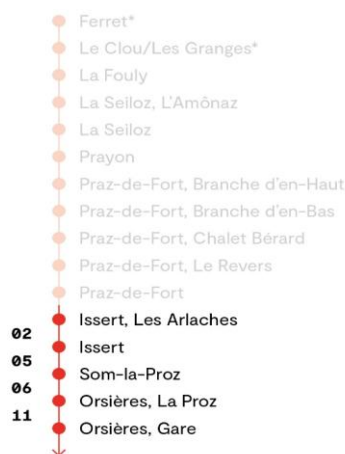 Ferret*
Le Clou/Les Granges*
La Fouly
La Seiloz, L'Amônaz
La Seiloz
Prayon
Praz-de-Fort, Branche d'en-Haut
Praz-de-Fort, Branche d'en-Bas
Praz-de-Fort, Chalet Bérard
Praz-de-Fort, Le Revers
Praz-de-Fort
Issert, Les Arlaches
02
Issert
05
Som-la-Proz
06
Orsières, La Proz
11
Orsières, Gare